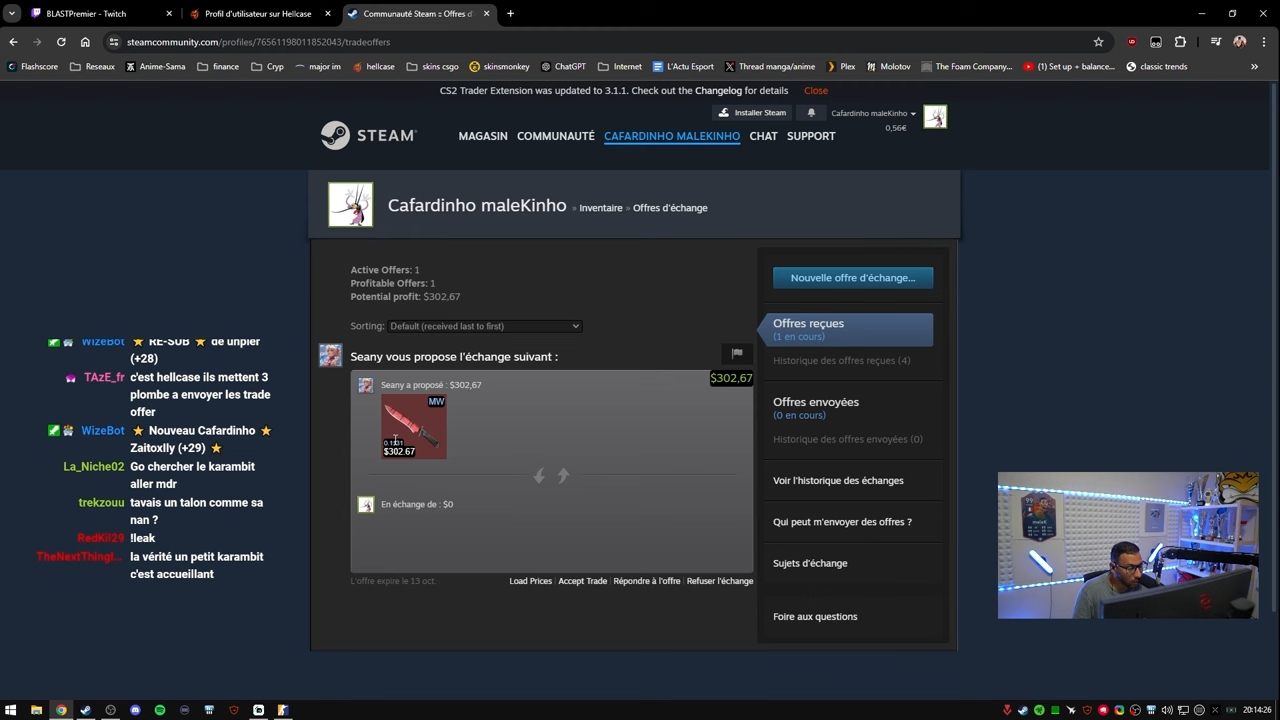 BLASTPremier - Twitch
Profil d'utilisateur sur Hellcase
Communauté Steam :: Offres d'
steamcommunity.com/profiles/76561198011852043/tradeoffers
Flashscore
Reseaux
Anime-Sama
finance
Cryp
major im
hellcase
skins csgo
skinsmonkey
ChatGPT
Internet
L'Actu Esport
Thread manga/anime
Plex
Molotov
The Foam Company...
(1) Set up + balance...
classic trends
CS2 Trader Extension was updated to 3.1.1. Check out the Changelog for details Close
Installer Steam
Cafardinho maleKinho
0,56€
STEAM
MAGASIN COMMUNAUTÉ CAFARDINHO MALEKINHO CHAT SUPPORT
Cafardinho maleKinho » Inventaire » Offres d'échange
Active Offers: 1
Profitable Offers: 1
Potential profit: $302,67
Sorting: Default (received last to first)
Seany vous propose l'échange suivant :
$302,67
Seany a proposé : $302,67
MW
$302.67
En échange de : $0
L'offre expire le 13 oct.
Load Prices | Accept Trade | Répondre à l'offre | Refuser l'échange
Nouvelle offre d'échange...
Offres reçues
(1 en cours)
Historique des offres reçues (4)
Offres envoyées
(0 en cours)
Historique des offres envoyées (0)
Voir l'historique des échanges
Qui peut m'envoyer des offres ?
Sujets d'échange
Foire aux questions
WizeBot ⭐ RE-SUB ⭐ de unpier
(+28)
TAzE_fr c'est hellcase ils mettent 3
plombe a envoyer les trade
offer
WizeBot ⭐ Nouveau Cafardinho ⭐
Zaitoxlly (+29) ⭐
La_Niche02 Go chercher le karambit
aller mdr
trekzouu tavais un talon comme sa
nan ?
RedKil29 !leak
TheNextThingI... la vérité un petit karambit
c'est accueillant
20:14:26